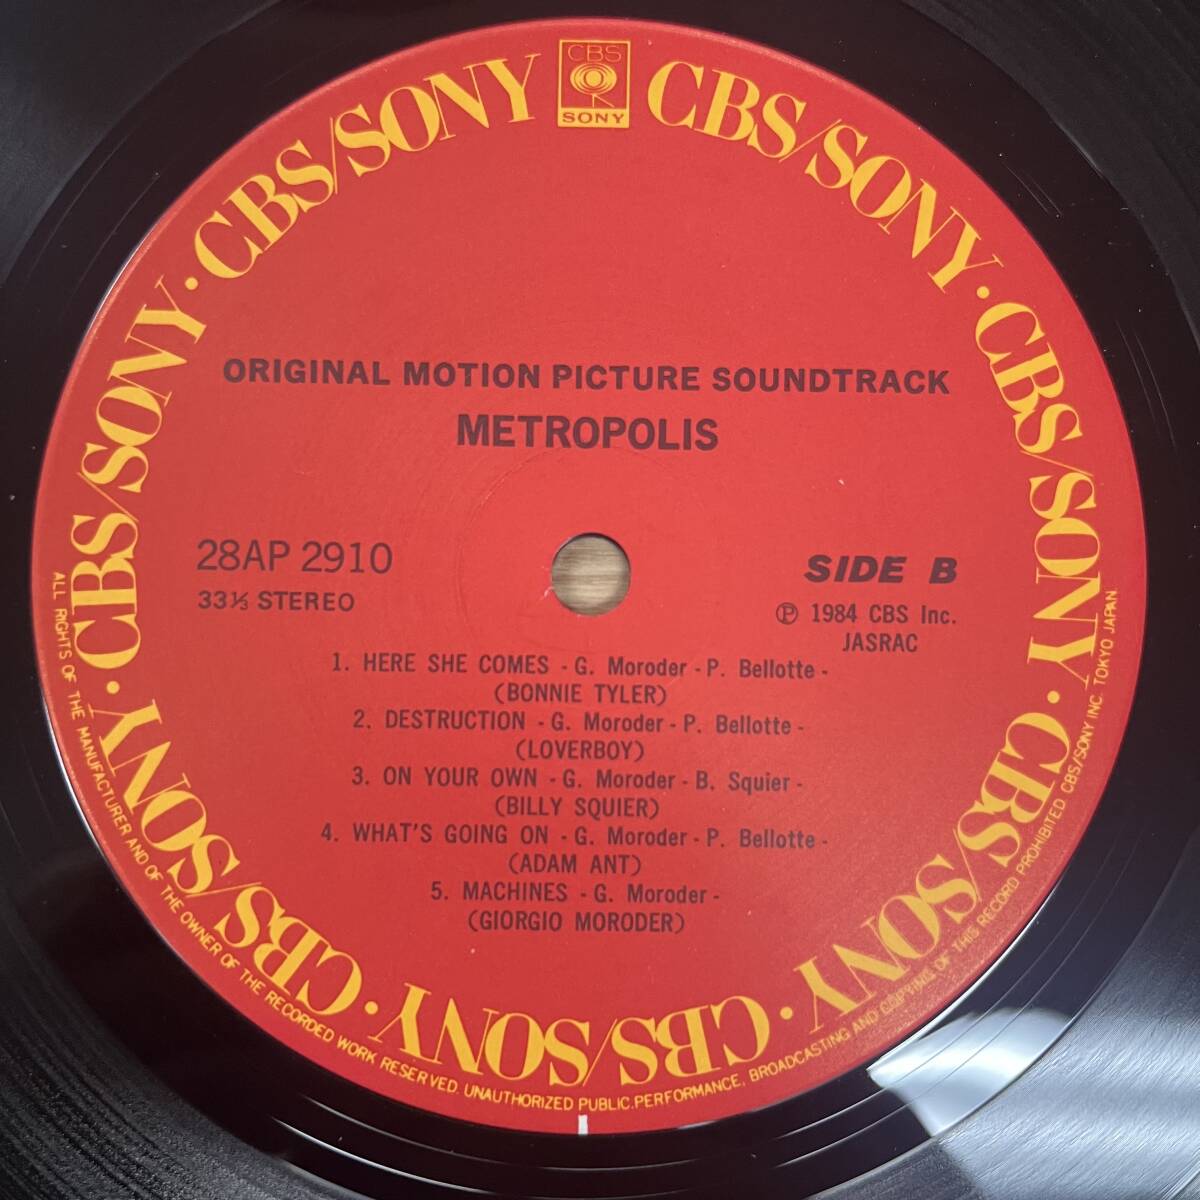 CBS
SONY
CBS/SONY · CBS/SONY · CBS/SONY · CBS/SONY · CBS/SONY · CBS/SONY · CBS/SONY · CBS/SONY
ORIGINAL MOTION PICTURE SOUNDTRACK
METROPOLIS
28AP 2910
33⅓ STEREO
SIDE B
℗ 1984 CBS Inc.
JASRAC
1. HERE SHE COMES - G. Moroder - P. Bellotte -
(BONNIE TYLER)
2. DESTRUCTION - G. Moroder - P. Bellotte -
(LOVERBOY)
3. ON YOUR OWN - G. Moroder - B. Squier -
(BILLY SQUIER)
4. WHAT'S GOING ON - G. Moroder - P. Bellotte -
(ADAM ANT)
5. MACHINES - G. Moroder -
(GIORGIO MORODER)
ALL RIGHTS OF THE MANUFACTURER AND OF THE OWNER OF THE RECORDED WORK RESERVED. UNAUTHORIZED PUBLIC.PERFORMANCE, BROADCASTING AND COPYING OF THIS RECORD PROHIBITED CBS/SONY INC. TOKYO JAPAN